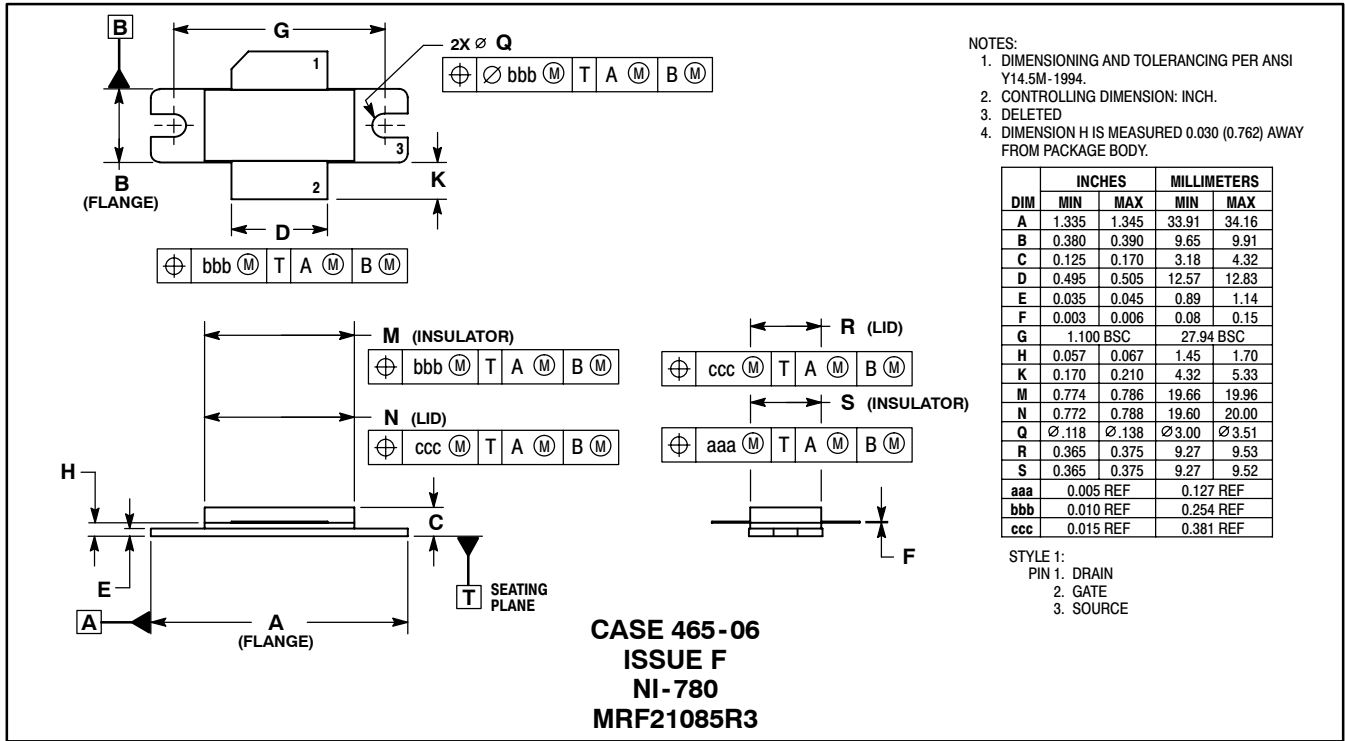 B
G
1
2X ⌀ Q
⌖ ⌀ bbb Ⓜ T A Ⓜ B Ⓜ
3
B
(FLANGE)
2
K
D
⌖ bbb Ⓜ T A Ⓜ B Ⓜ
M (INSULATOR)
⌖ bbb Ⓜ T A Ⓜ B Ⓜ
N (LID)
⌖ ccc Ⓜ T A Ⓜ B Ⓜ
R (LID)
⌖ ccc Ⓜ T A Ⓜ B Ⓜ
S (INSULATOR)
⌖ aaa Ⓜ T A Ⓜ B Ⓜ
H
C
E
F
T SEATING
PLANE
A
A
(FLANGE)
CASE 465-06
ISSUE F
NI-780
MRF21085R3
NOTES:
1. DIMENSIONING AND TOLERANCING PER ANSI
Y14.5M-1994.
2. CONTROLLING DIMENSION: INCH.
3. DELETED
4. DIMENSION H IS MEASURED 0.030 (0.762) AWAY
FROM PACKAGE BODY.
INCHES MILLIMETERS
DIM MIN MAX MIN MAX
A 1.335 1.345 33.91 34.16
B 0.380 0.390 9.65 9.91
C 0.125 0.170 3.18 4.32
D 0.495 0.505 12.57 12.83
E 0.035 0.045 0.89 1.14
F 0.003 0.006 0.08 0.15
G 1.100 BSC 27.94 BSC
H 0.057 0.067 1.45 1.70
K 0.170 0.210 4.32 5.33
M 0.774 0.786 19.66 19.96
N 0.772 0.788 19.60 20.00
Q ⌀.118 ⌀.138 ⌀3.00 ⌀3.51
R 0.365 0.375 9.27 9.53
S 0.365 0.375 9.27 9.52
aaa 0.005 REF 0.127 REF
bbb 0.010 REF 0.254 REF
ccc 0.015 REF 0.381 REF
STYLE 1:
PIN 1. DRAIN
2. GATE
3. SOURCE